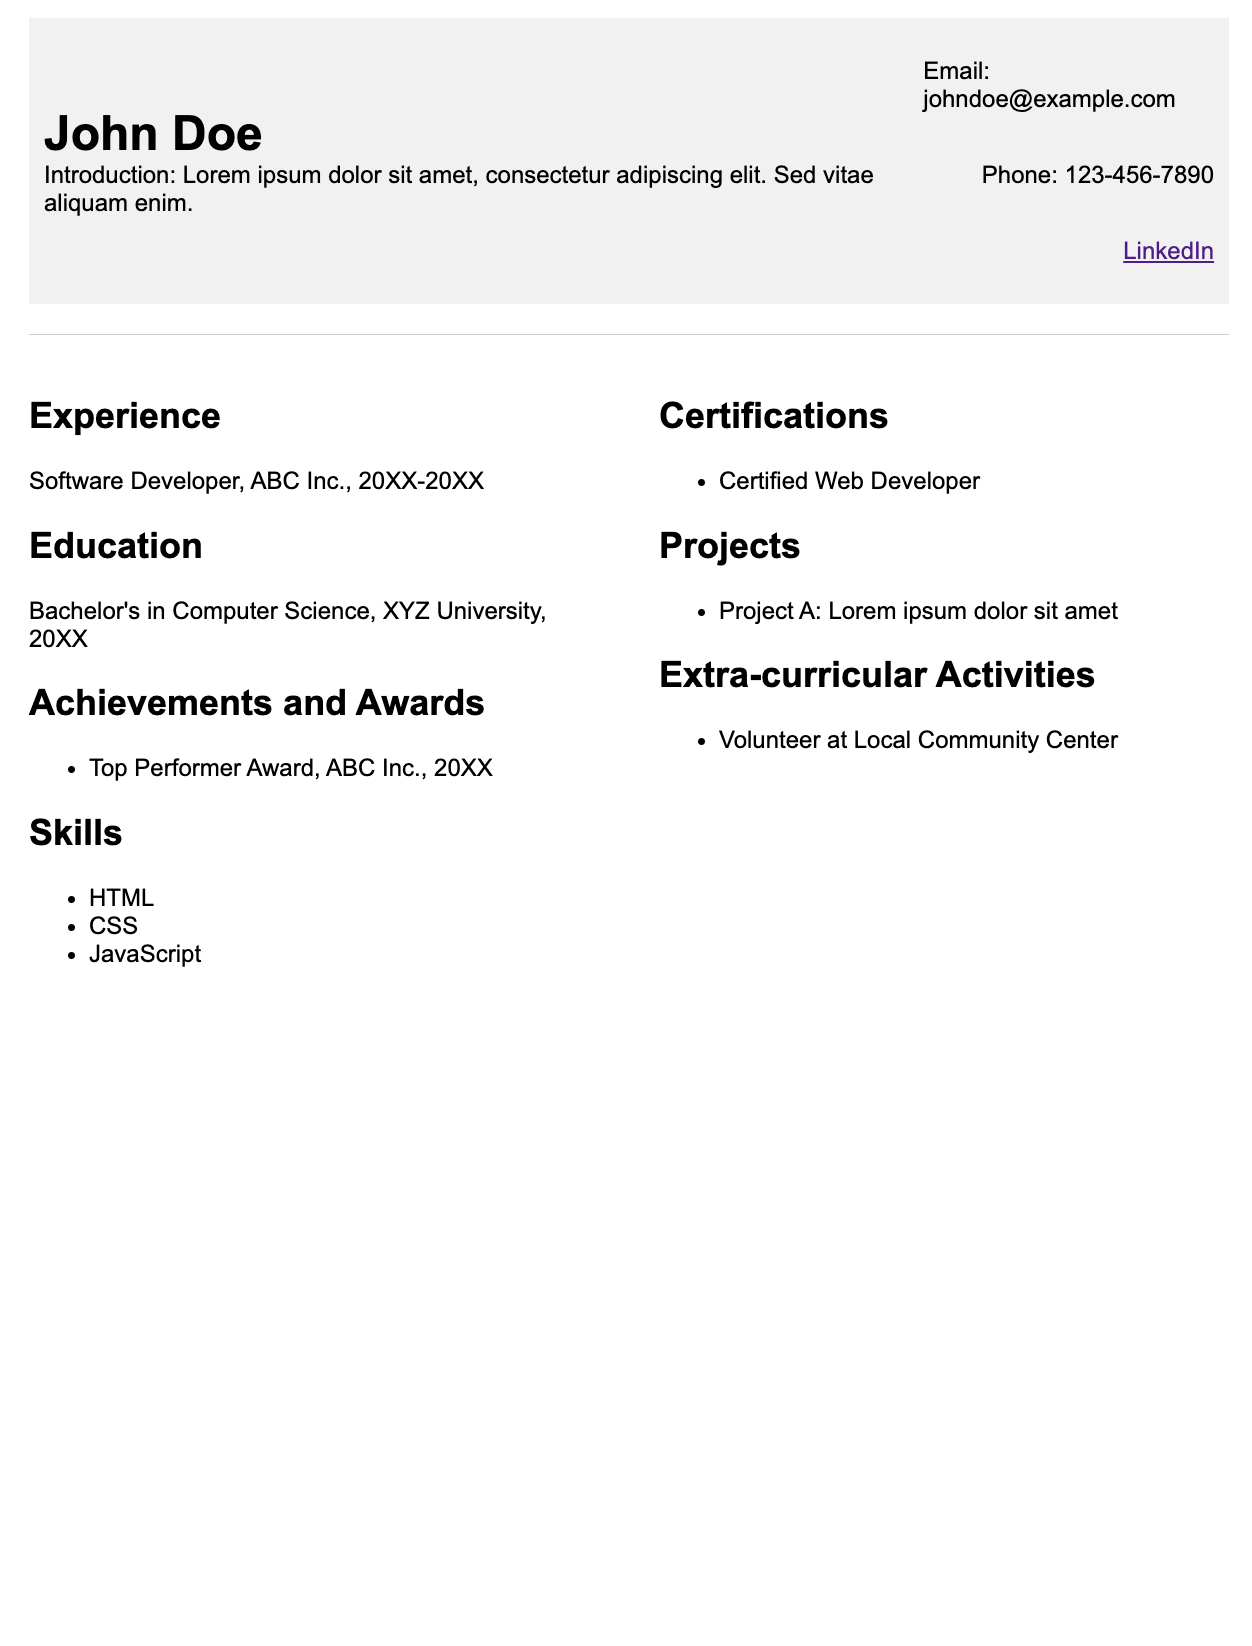 John Doe
Introduction: Lorem ipsum dolor sit amet, consectetur adipiscing elit. Sed vitae
aliquam enim.
Email:
johndoe@example.com
Phone: 123-456-7890
LinkedIn
Experience
Software Developer, ABC Inc., 20XX-20XX
Education
Bachelor's in Computer Science, XYZ University,
20XX
Achievements and Awards
• Top Performer Award, ABC Inc., 20XX
Skills
• HTML
• CSS
• JavaScript
Certifications
• Certified Web Developer
Projects
• Project A: Lorem ipsum dolor sit amet
Extra-curricular Activities
• Volunteer at Local Community Center